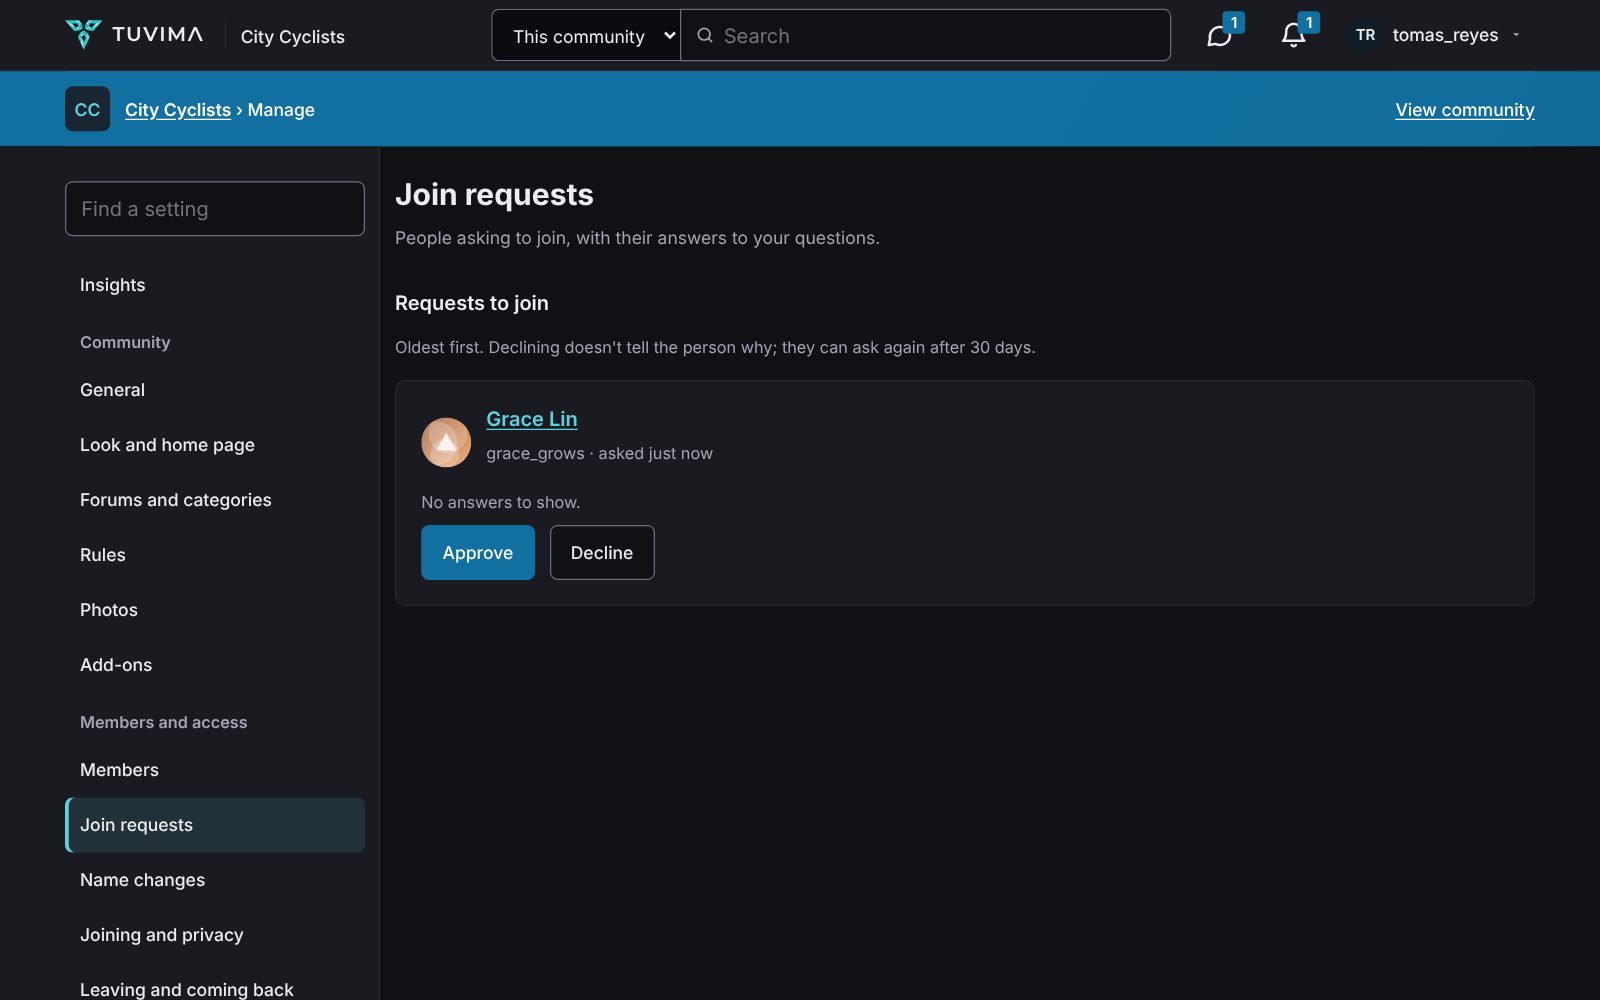 TUVIMA
City Cyclists
This community
Search
1
1
TR
tomas_reyes
CC
City Cyclists › Manage
View community
Find a setting
Insights
Community
General
Look and home page
Forums and categories
Rules
Photos
Add-ons
Members and access
Members
Join requests
Name changes
Joining and privacy
Leaving and coming back
Join requests
People asking to join, with their answers to your questions.
Requests to join
Oldest first. Declining doesn't tell the person why; they can ask again after 30 days.
Grace Lin
grace_grows · asked just now
No answers to show.
Approve
Decline